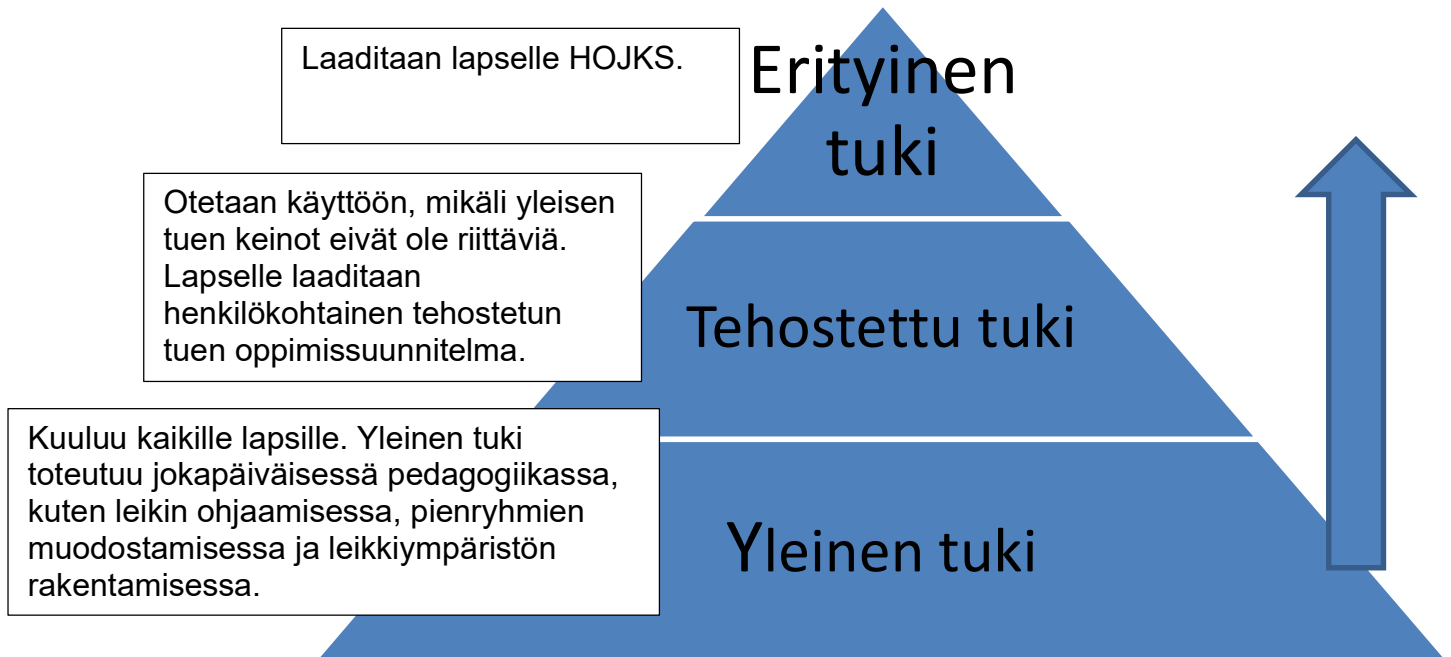 Laaditaan lapselle HOJKS.
Erityinen
tuki
Otetaan käyttöön, mikäli yleisen
tuen keinot eivät ole riittäviä.
Lapselle laaditaan
henkilökohtainen tehostetun
tuen oppimissuunnitelma.
Tehostettu tuki
Kuuluu kaikille lapsille. Yleinen tuki
toteutuu jokapäiväisessä pedagogiikassa,
kuten leikin ohjaamisessa, pienryhmien
muodostamisessa ja leikkiympäristön
rakentamisessa.
Yleinen tuki